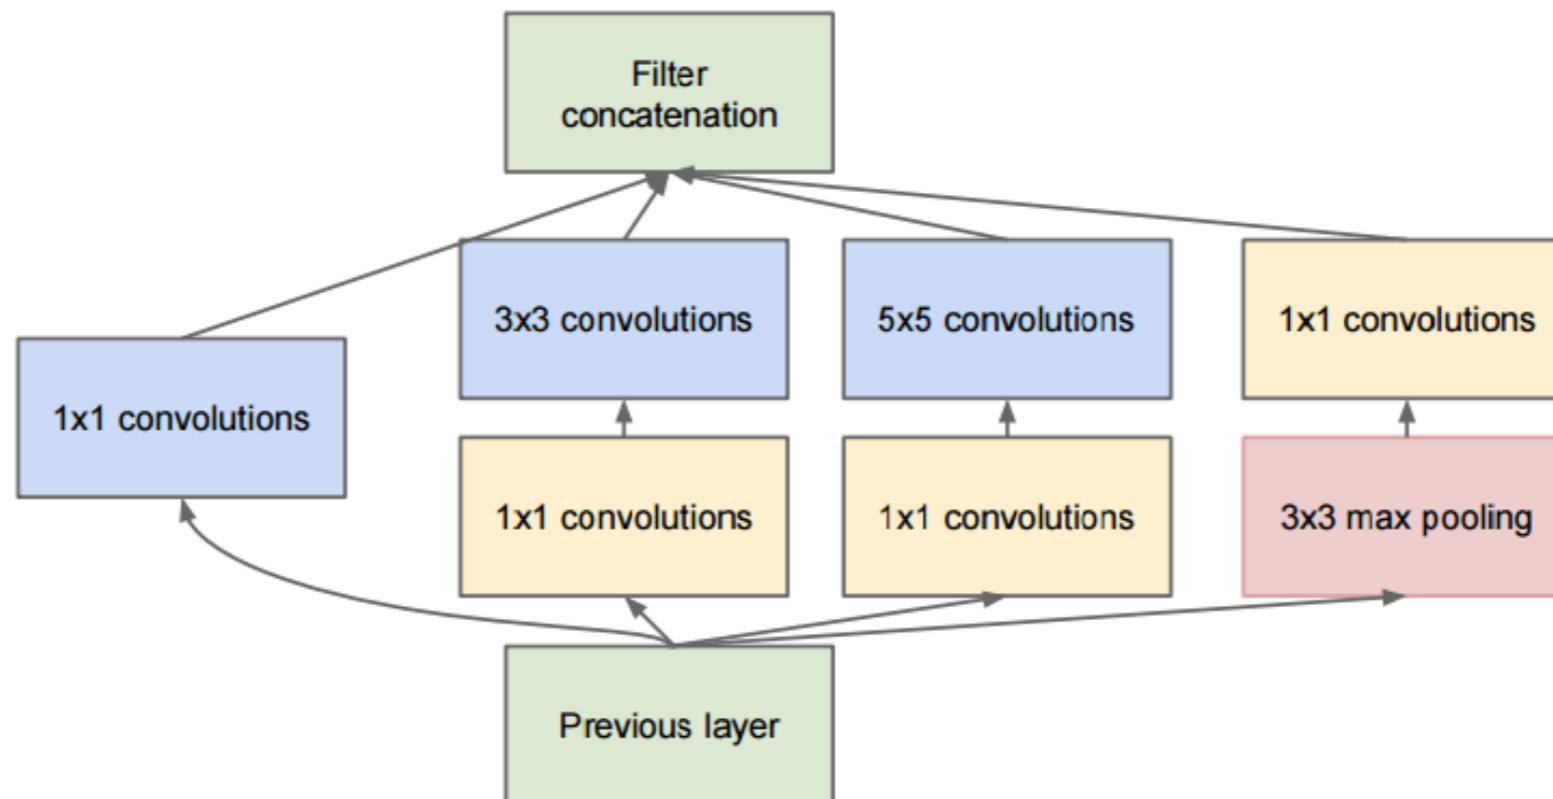 Filter
concatenation
3x3 convolutions
5x5 convolutions
1x1 convolutions
1x1 convolutions
1x1 convolutions
1x1 convolutions
3x3 max pooling
Previous layer